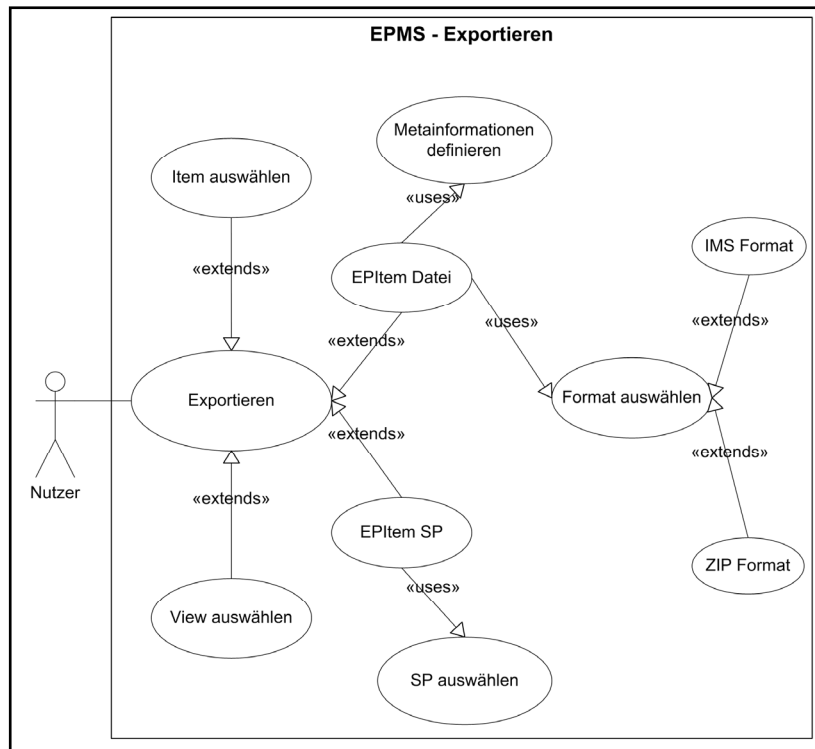 EPMS - Exportieren
Metainformationen
definieren
Item auswählen
«uses»
IMS Format
«extends»
EPItem Datei
«uses»
«extends»
«extends»
Exportieren
Format auswählen
«extends»
«extends»
Nutzer
«extends»
EPItem SP
ZIP Format
«uses»
View auswählen
SP auswählen